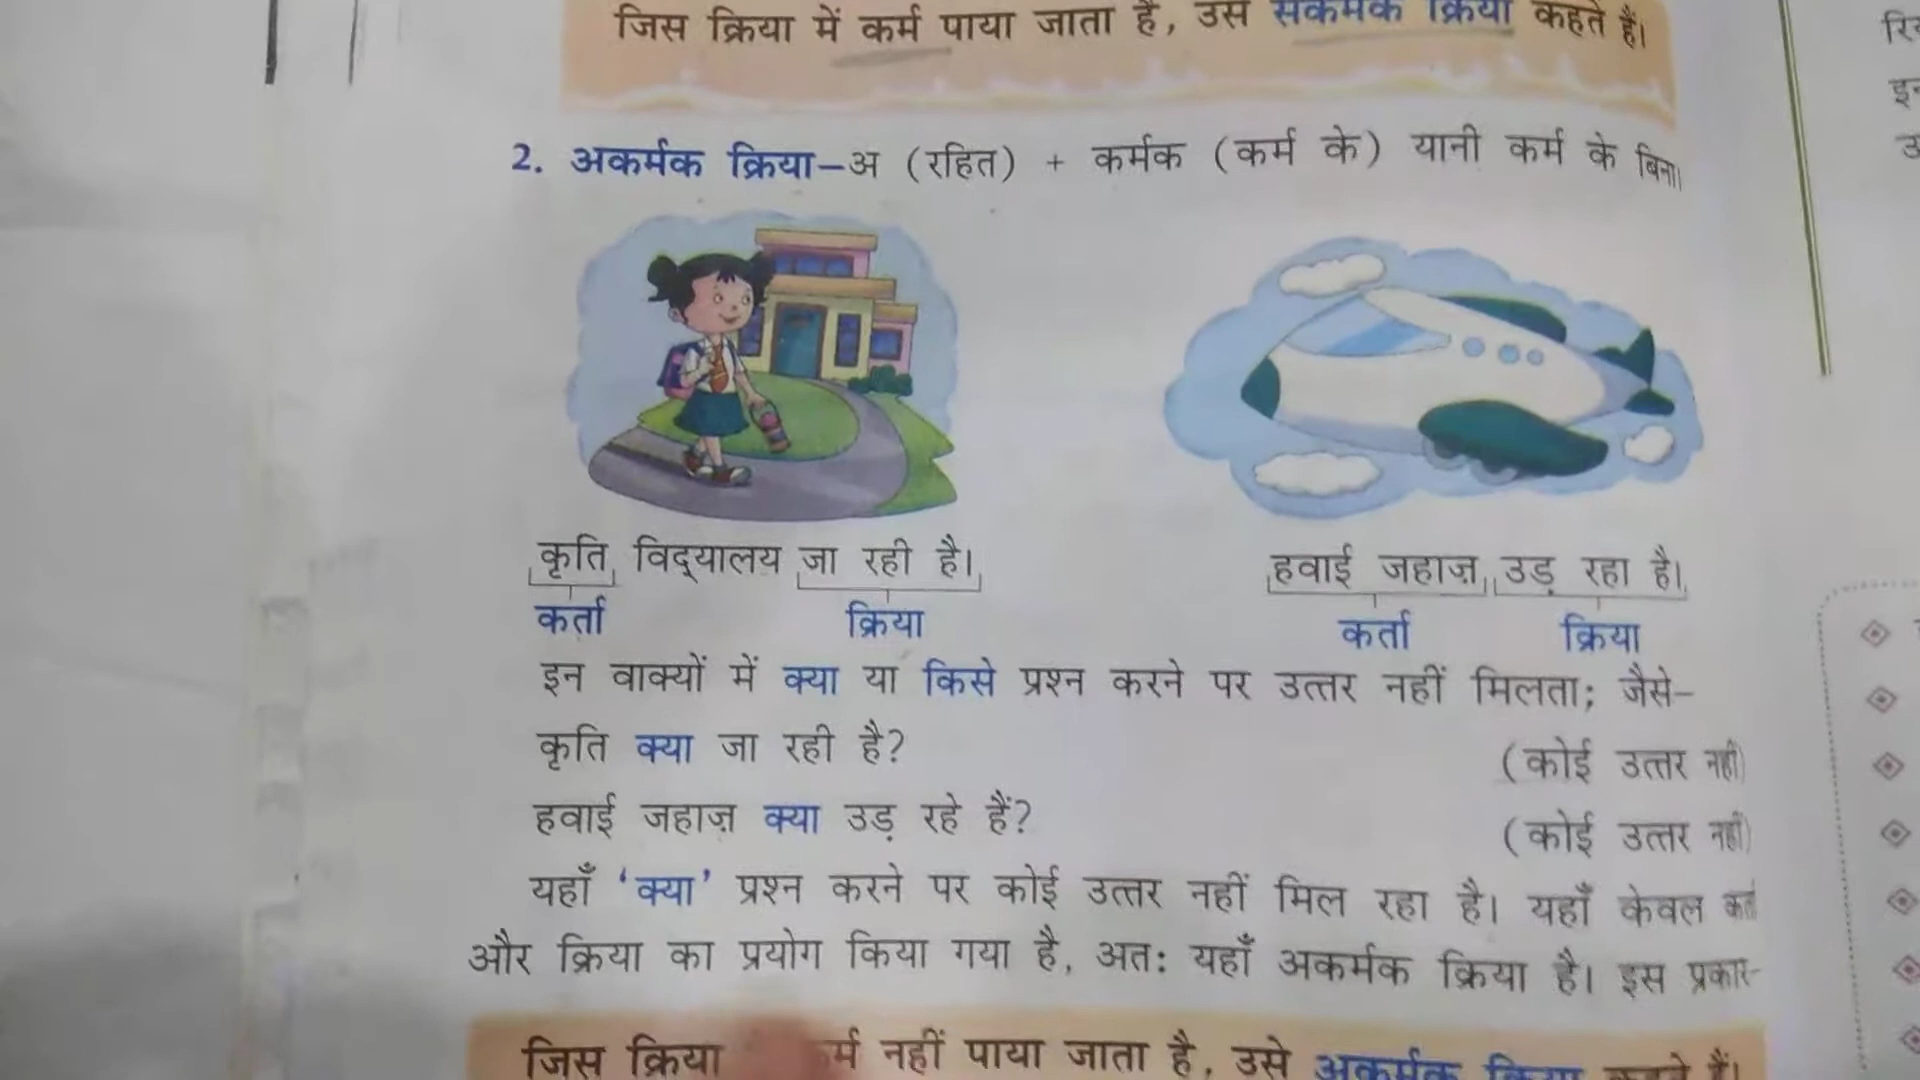 जिस क्रिया में कर्म पाया जाता है, उसे सकर्मक क्रिया कहते हैं।
2. अकर्मक क्रिया–अ (रहित) + कर्मक (कर्म के) यानी कर्म के बिना।
कृति विद्यालय जा रही है।
कर्ता क्रिया
हवाई जहाज़ उड़ रहा है।
कर्ता क्रिया
इन वाक्यों में क्या या किसे प्रश्न करने पर उत्तर नहीं मिलता; जैसे–
कृति क्या जा रही है? (कोई उत्तर नहीं)
हवाई जहाज़ क्या उड़ रहे हैं? (कोई उत्तर नहीं)
यहाँ ‘क्या’ प्रश्न करने पर कोई उत्तर नहीं मिल रहा है। यहाँ केवल
और क्रिया का प्रयोग किया गया है, अतः यहाँ अकर्मक क्रिया है। इस प्रकार-
जिस क्रिया नहीं पाया जाता है, उसे अकर्मक क्रिया कहते हैं।